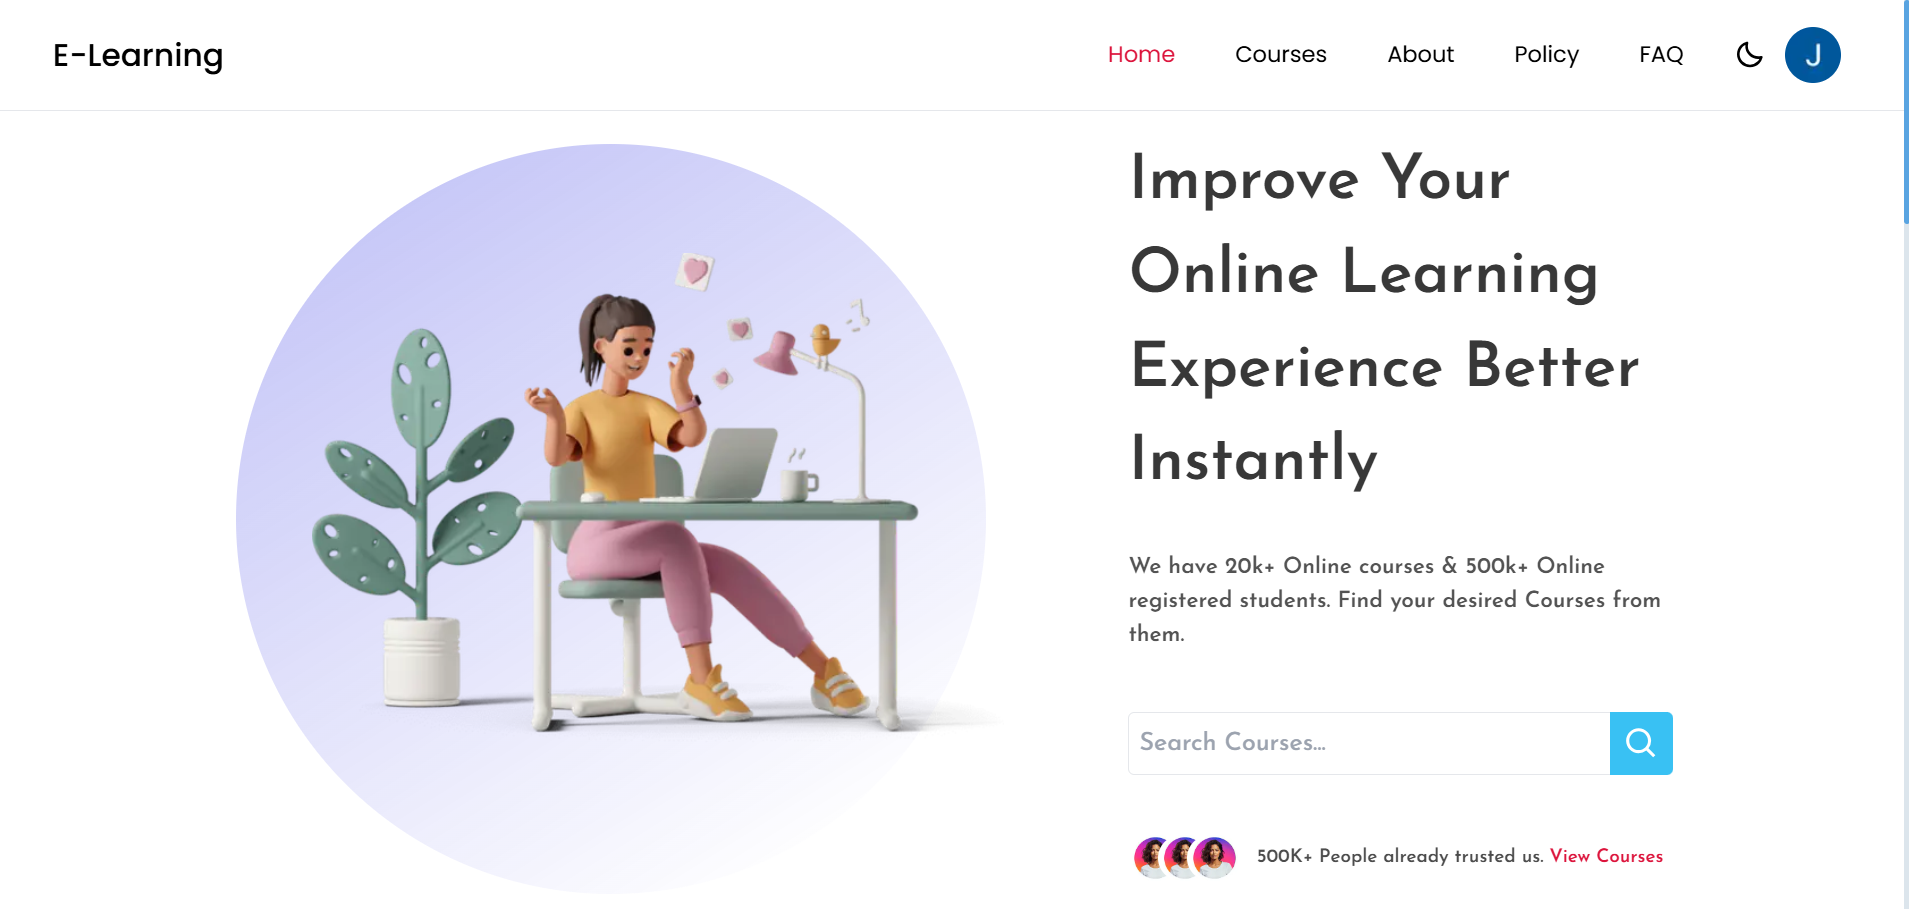 E-Learning
Home Courses About Policy FAQ J
Improve Your
Online Learning
Experience Better
Instantly
We have 20k+ Online courses & 500k+ Online
registered students. Find your desired Courses from
them.
Search Courses...
500K+ People already trusted us. View Courses